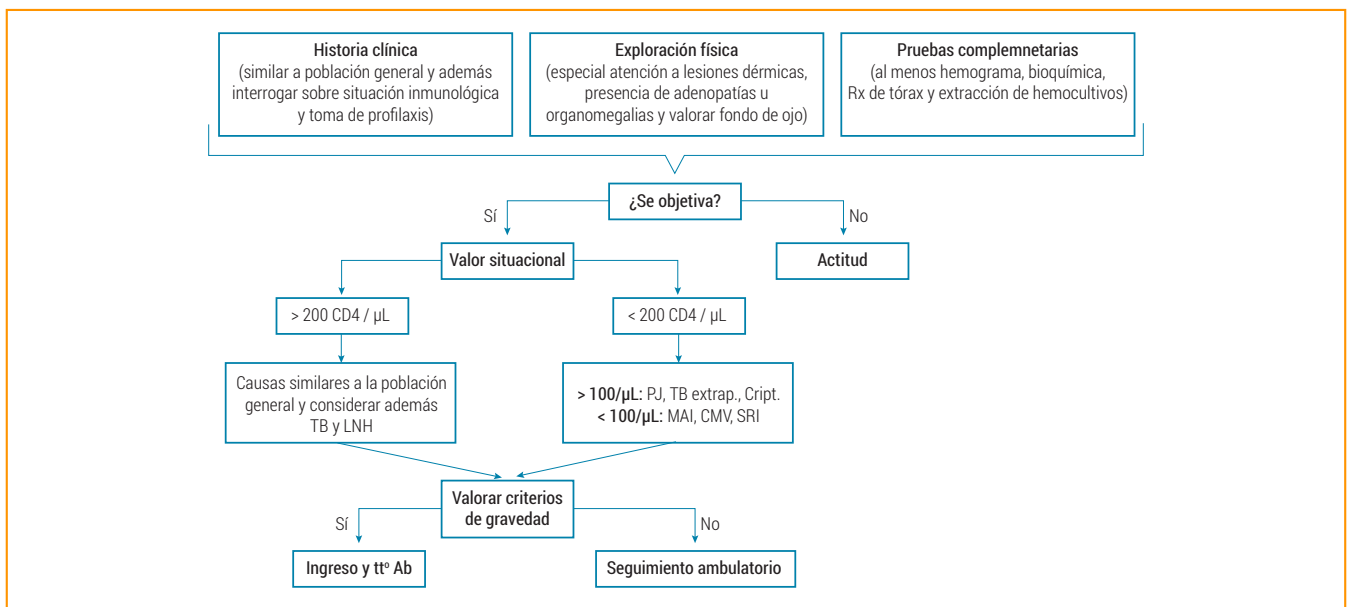 Historia clínica
(similar a población general y además
interrogar sobre situación inmunológica
y toma de profilaxis)
Exploración física
(especial atención a lesiones dérmicas,
presencia de adenopatías u
organomegalias y valorar fondo de ojo)
Pruebas complemnetarias
(al menos hemograma, bioquímica,
Rx de tórax y extracción de hemocultivos)
¿Se objetiva?
Sí
No
Valor situacional
Actitud
> 200 CD4 / µL
< 200 CD4 / µL
Causas similares a la población
general y considerar además
TB y LNH
> 100/µL: PJ, TB extrap., Cript.
< 100/µL: MAI, CMV, SRI
Valorar criterios
de gravedad
Sí
No
Ingreso y ttº Ab
Seguimiento ambulatorio